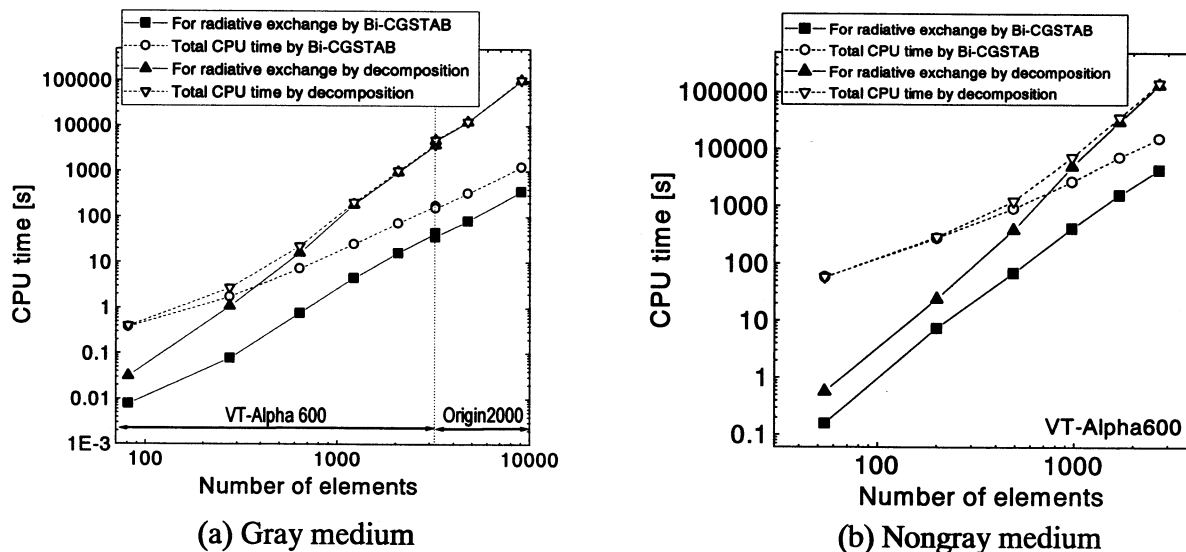 For radiative exchange by Bi-CGSTAB
Total CPU time by Bi-CGSTAB
For radiative exchange by decomposition
Total CPU time by decomposition
CPU time [s]
100000
10000
1000
100
10
1
0.1
0.01
1E-3
VT-Alpha 600
Origin2000
100
1000
10000
Number of elements
(a) Gray medium
For radiative exchange by Bi-CGSTAB
Total CPU time by Bi-CGSTAB
For radiative exchange by decomposition
Total CPU time by decomposition
CPU time [s]
100000
10000
1000
100
10
1
0.1
VT-Alpha600
100
1000
Number of elements
(b) Nongray medium